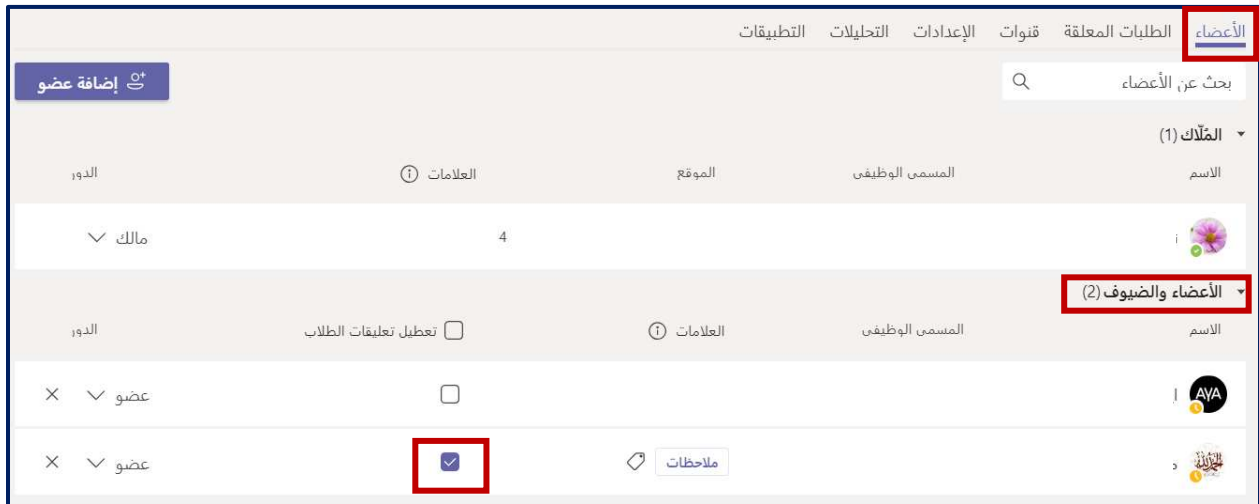 الأعضاء الطلبات المعلقة قنوات الإعدادات التحليلات التطبيقات
بحث عن الأعضاء إضافة عضو
المُلّاك (1)
الاسم المسمى الوظيفي الموقع العلامات الدور
4 مالك
الأعضاء والضيوف (2)
الاسم المسمى الوظيفي العلامات تعطيل تعليقات الطلاب الدور
AYA عضو
ملاحظات عضو